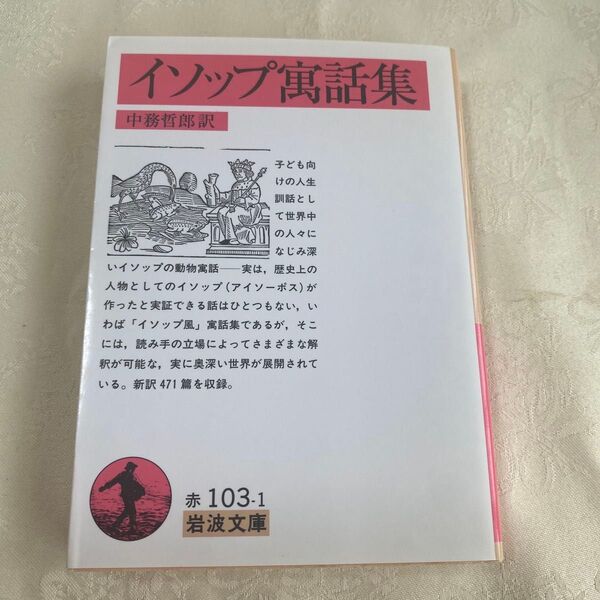 イソップ寓話集
中務哲郎訳
子ども向
けの人生
訓話とし
て世界中
の人々に
なじみ深
いイソップの動物寓話――実は，歴史上の
人物としてのイソップ（アイソーポス）が
作ったと実証できる話はひとつもない，い
わば「イソップ風」寓話集であるが，そこ
には，読み手の立場によってさまざまな解
釈が可能な，実に奥深い世界が展開されて
いる。新訳471篇を収録。
赤 103-1
岩波文庫